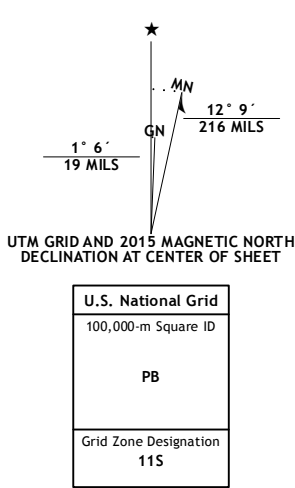 MN
GN
12° 9´
216 MILS
1° 6´
19 MILS
UTM GRID AND 2015 MAGNETIC NORTH
DECLINATION AT CENTER OF SHEET
U.S. National Grid
100,000-m Square ID
PB
Grid Zone Designation
11S